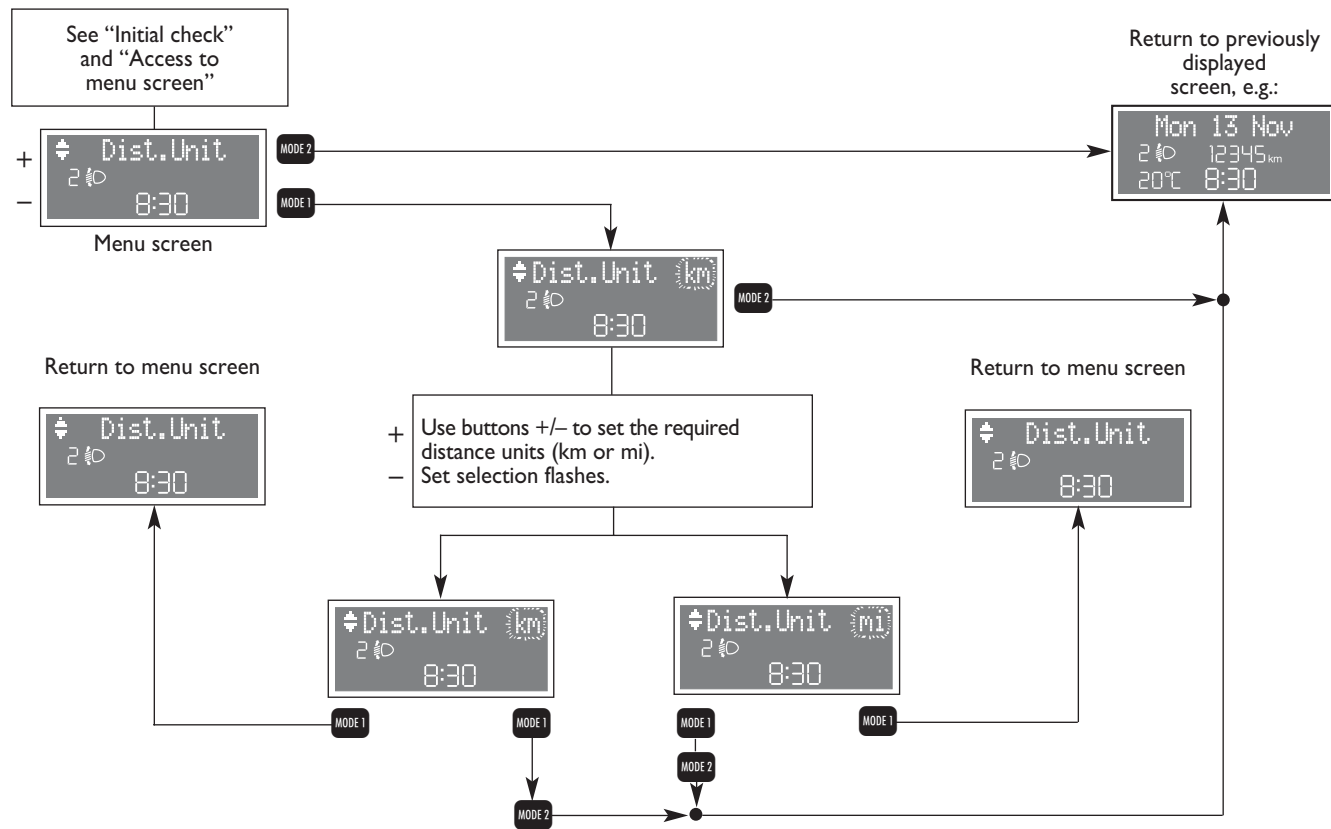 See “Initial check”
and “Access to
menu screen”
Return to previously
displayed
screen, e.g.:
+
–
Dist.Unit
2
8:30
MODE 2
MODE 1
Menu screen
Mon 13 Nov
2 12345 km
20°C 8:30
Dist.Unit km
2
8:30
MODE 2
Return to menu screen
Dist.Unit
2
8:30
+ Use buttons +/– to set the required
distance units (km or mi).
– Set selection flashes.
Return to menu screen
Dist.Unit
2
8:30
Dist.Unit km
2
8:30
MODE 1
MODE 1
MODE 2
Dist.Unit mi
2
8:30
MODE 1
MODE 2
MODE 1